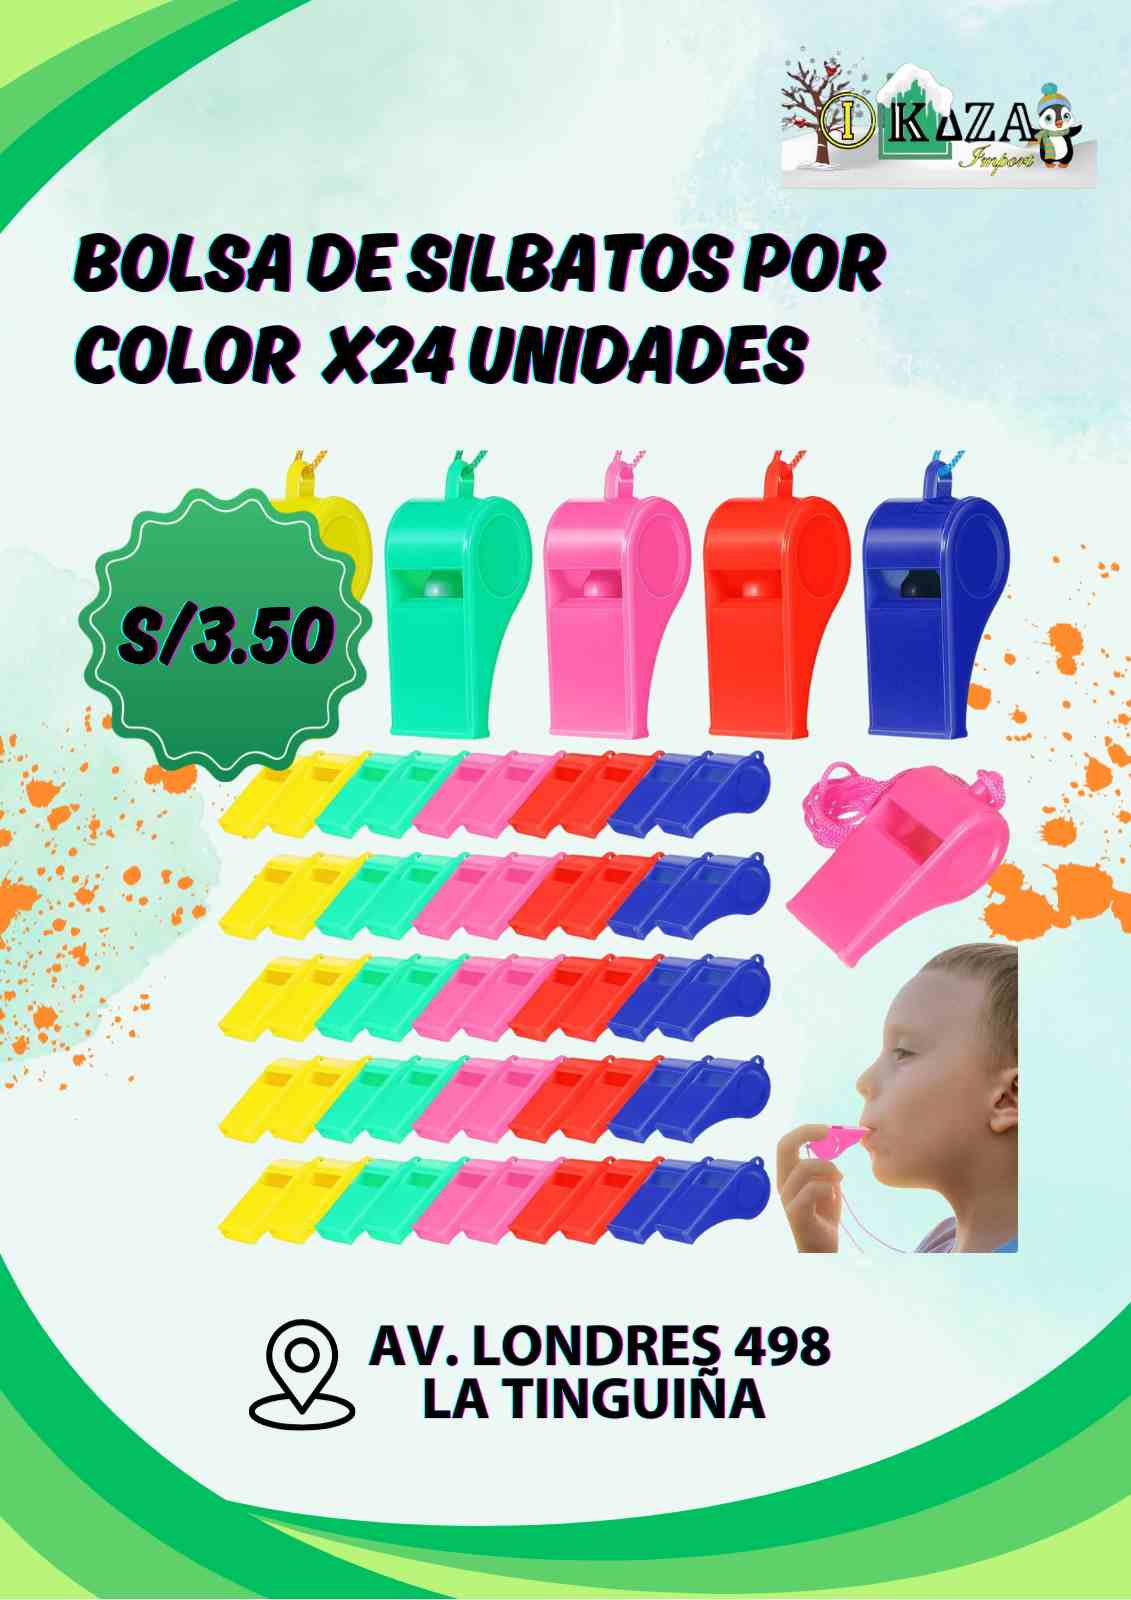 I KAZA
Import
BOLSA DE SILBATOS POR
COLOR X24 UNIDADES
S/3.50
AV. LONDRES 498
LA TINGUIÑA